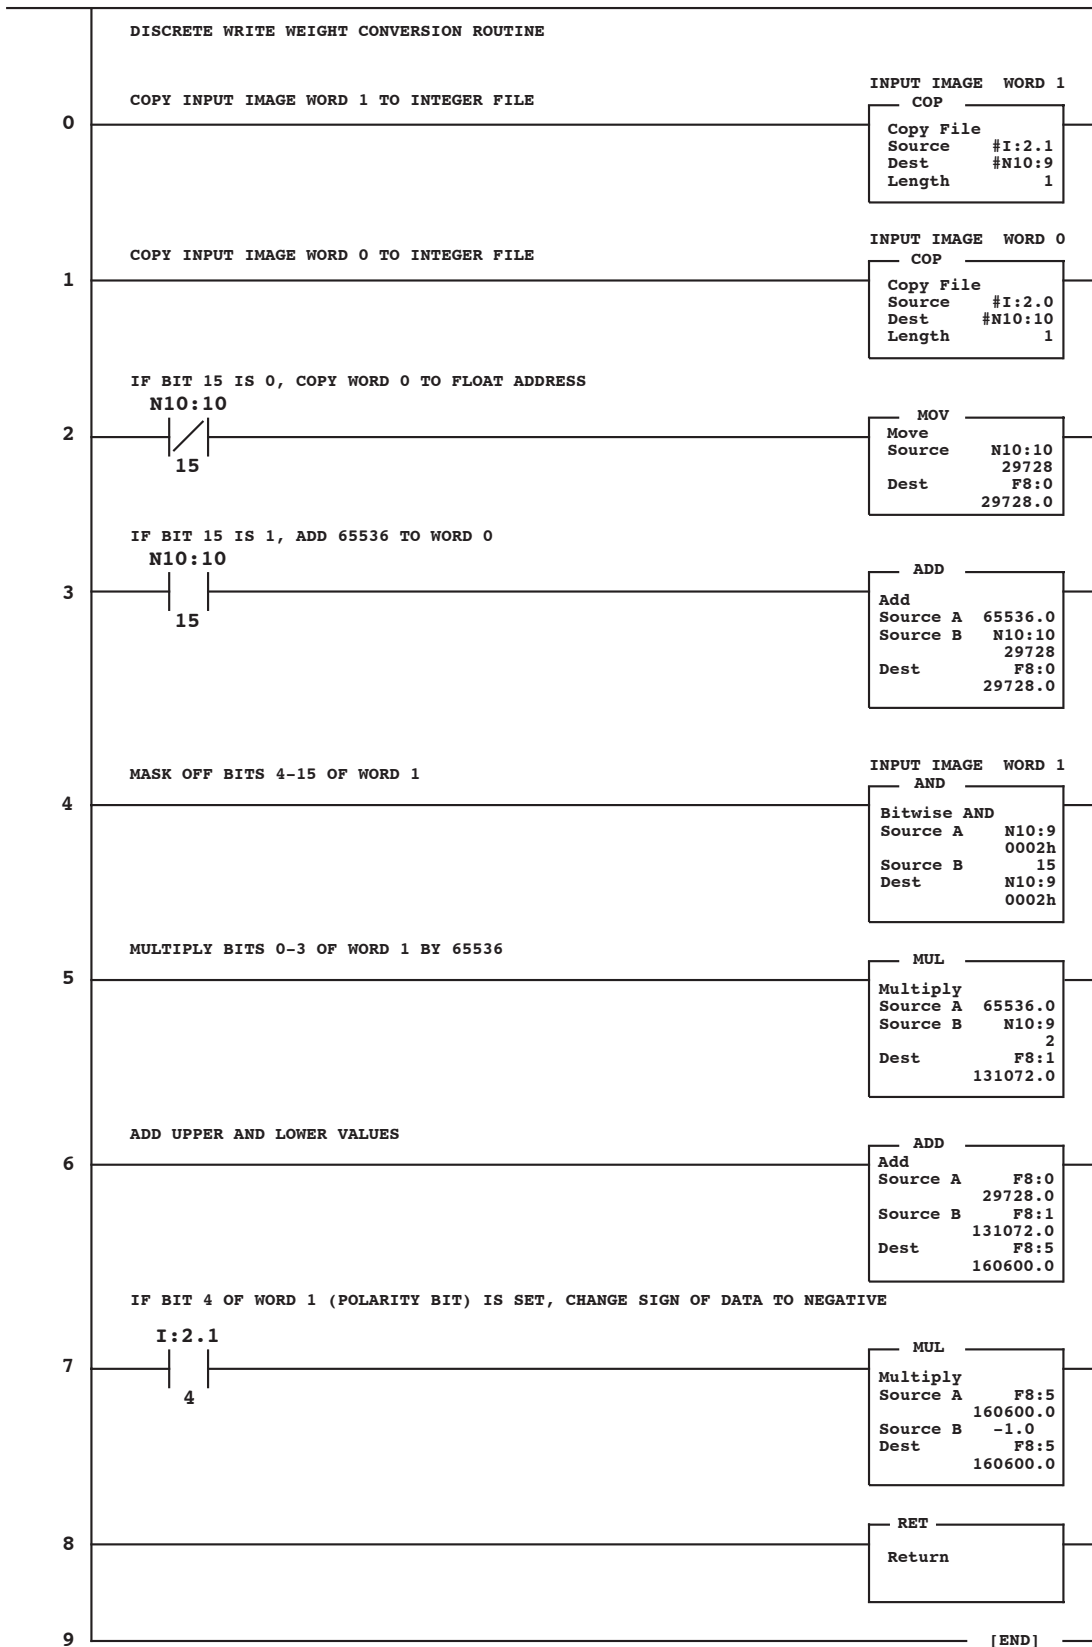 DISCRETE WRITE WEIGHT CONVERSION ROUTINE
INPUT IMAGE WORD 1
COPY INPUT IMAGE WORD 1 TO INTEGER FILE
COP
0
Copy File
Source #I:2.1
Dest #N10:9
Length 1
INPUT IMAGE WORD 0
COPY INPUT IMAGE WORD 0 TO INTEGER FILE
COP
1
Copy File
Source #I:2.0
Dest #N10:10
Length 1
IF BIT 15 IS 0, COPY WORD 0 TO FLOAT ADDRESS
N10:10
2
15
MOV
Move
Source N10:10
29728
Dest F8:0
29728.0
IF BIT 15 IS 1, ADD 65536 TO WORD 0
N10:10
3
15
ADD
Add
Source A 65536.0
Source B N10:10
29728
Dest F8:0
29728.0
INPUT IMAGE WORD 1
MASK OFF BITS 4-15 OF WORD 1
AND
4
Bitwise AND
Source A N10:9
0002h
Source B 15
Dest N10:9
0002h
MULTIPLY BITS 0-3 OF WORD 1 BY 65536
MUL
5
Multiply
Source A 65536.0
Source B N10:9
2
Dest F8:1
131072.0
ADD UPPER AND LOWER VALUES
ADD
6
Add
Source A F8:0
29728.0
Source B F8:1
131072.0
Dest F8:5
160600.0
IF BIT 4 OF WORD 1 (POLARITY BIT) IS SET, CHANGE SIGN OF DATA TO NEGATIVE
I:2.1
7
4
MUL
Multiply
Source A F8:5
160600.0
Source B -1.0
Dest F8:5
160600.0
RET
8
Return
9
[END]